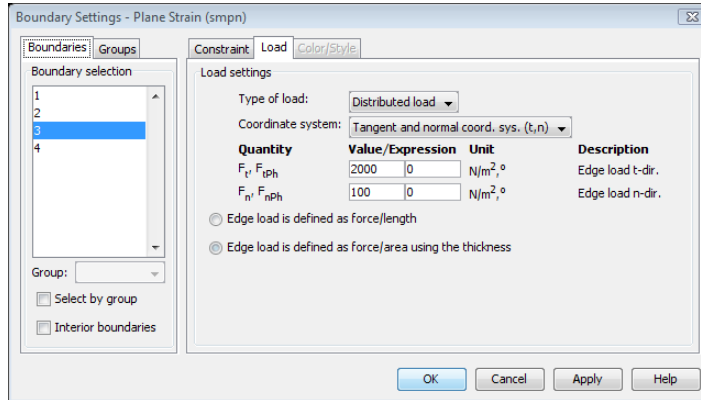 Boundary Settings - Plane Strain (smpn)
Boundaries Groups
Boundary selection
1
2
3
4
Group:
Select by group
Interior boundaries
Constraint Load Color/Style
Load settings
Type of load: Distributed load
Coordinate system: Tangent and normal coord. sys. (t,n)
Quantity Value/Expression Unit Description
Ft, FtPh 2000 0 N/m², ° Edge load t-dir.
Fn, FnPh 100 0 N/m², ° Edge load n-dir.
Edge load is defined as force/length
Edge load is defined as force/area using the thickness
OK Cancel Apply Help